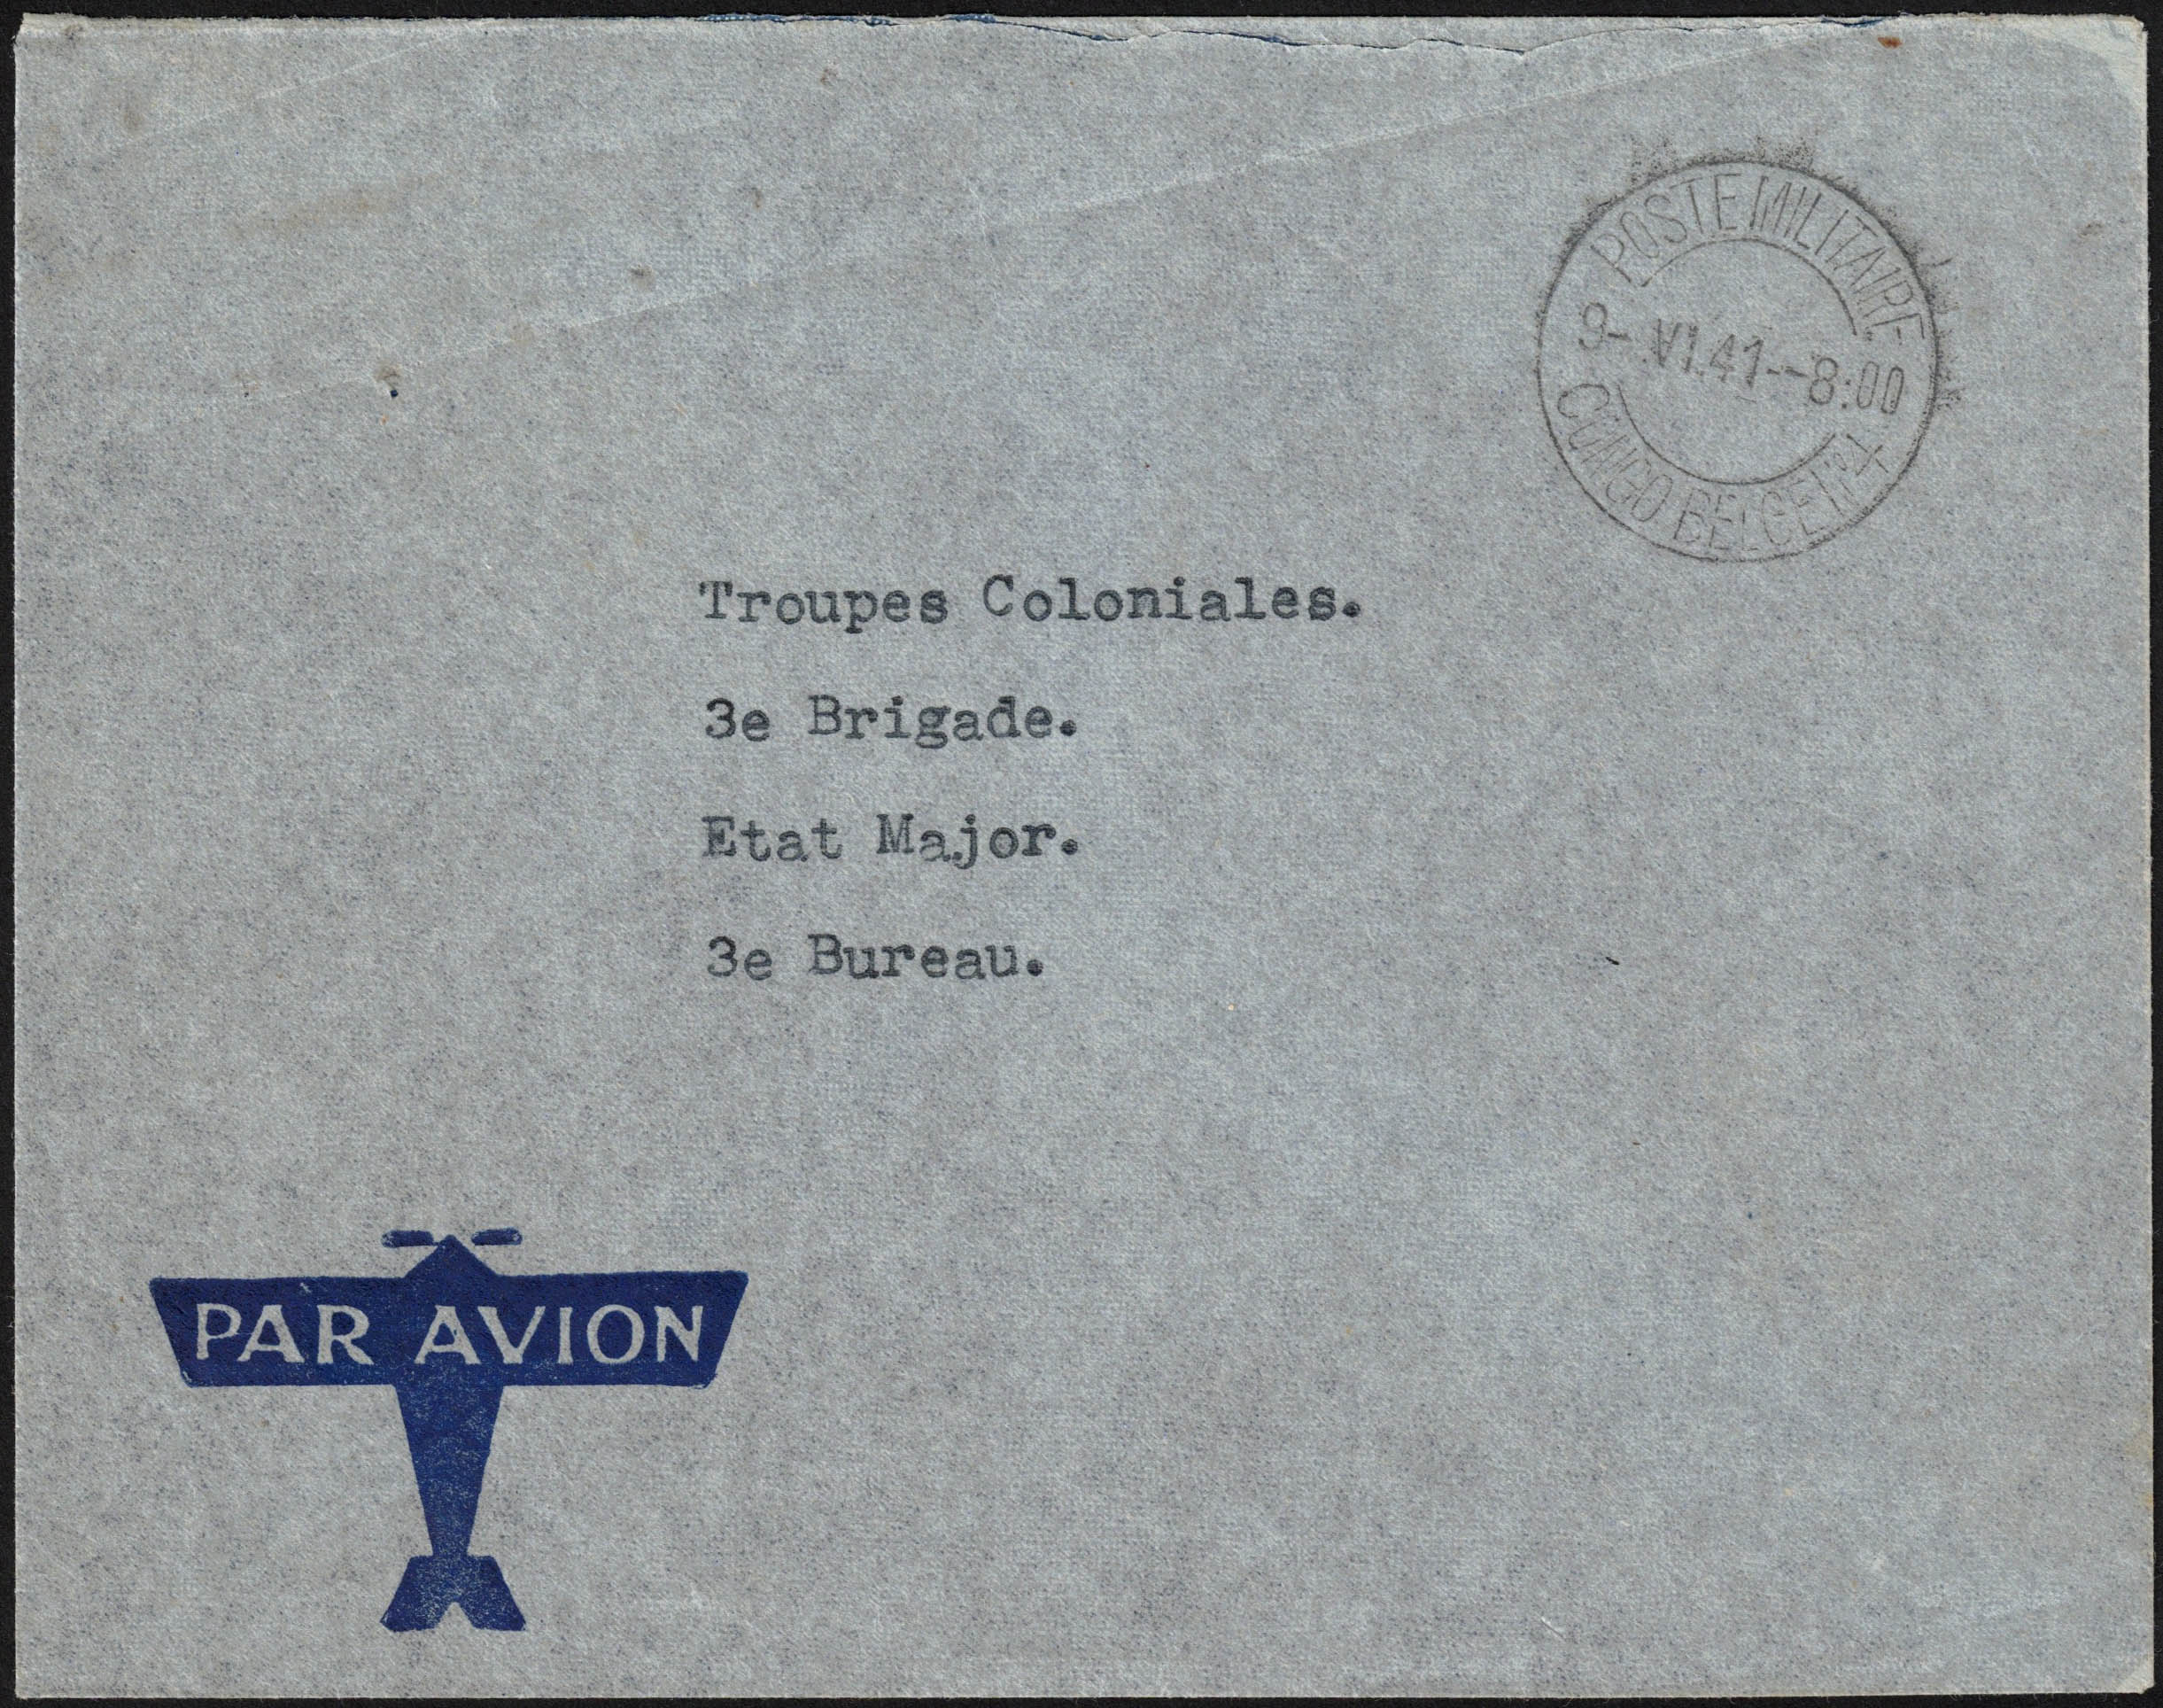 POSTE MILITAIRE
9-.VI.41--8:00
CONGO BELGE Nº4
Troupes Coloniales.
3e Brigade.
Etat Major.
3e Bureau.
PAR AVION